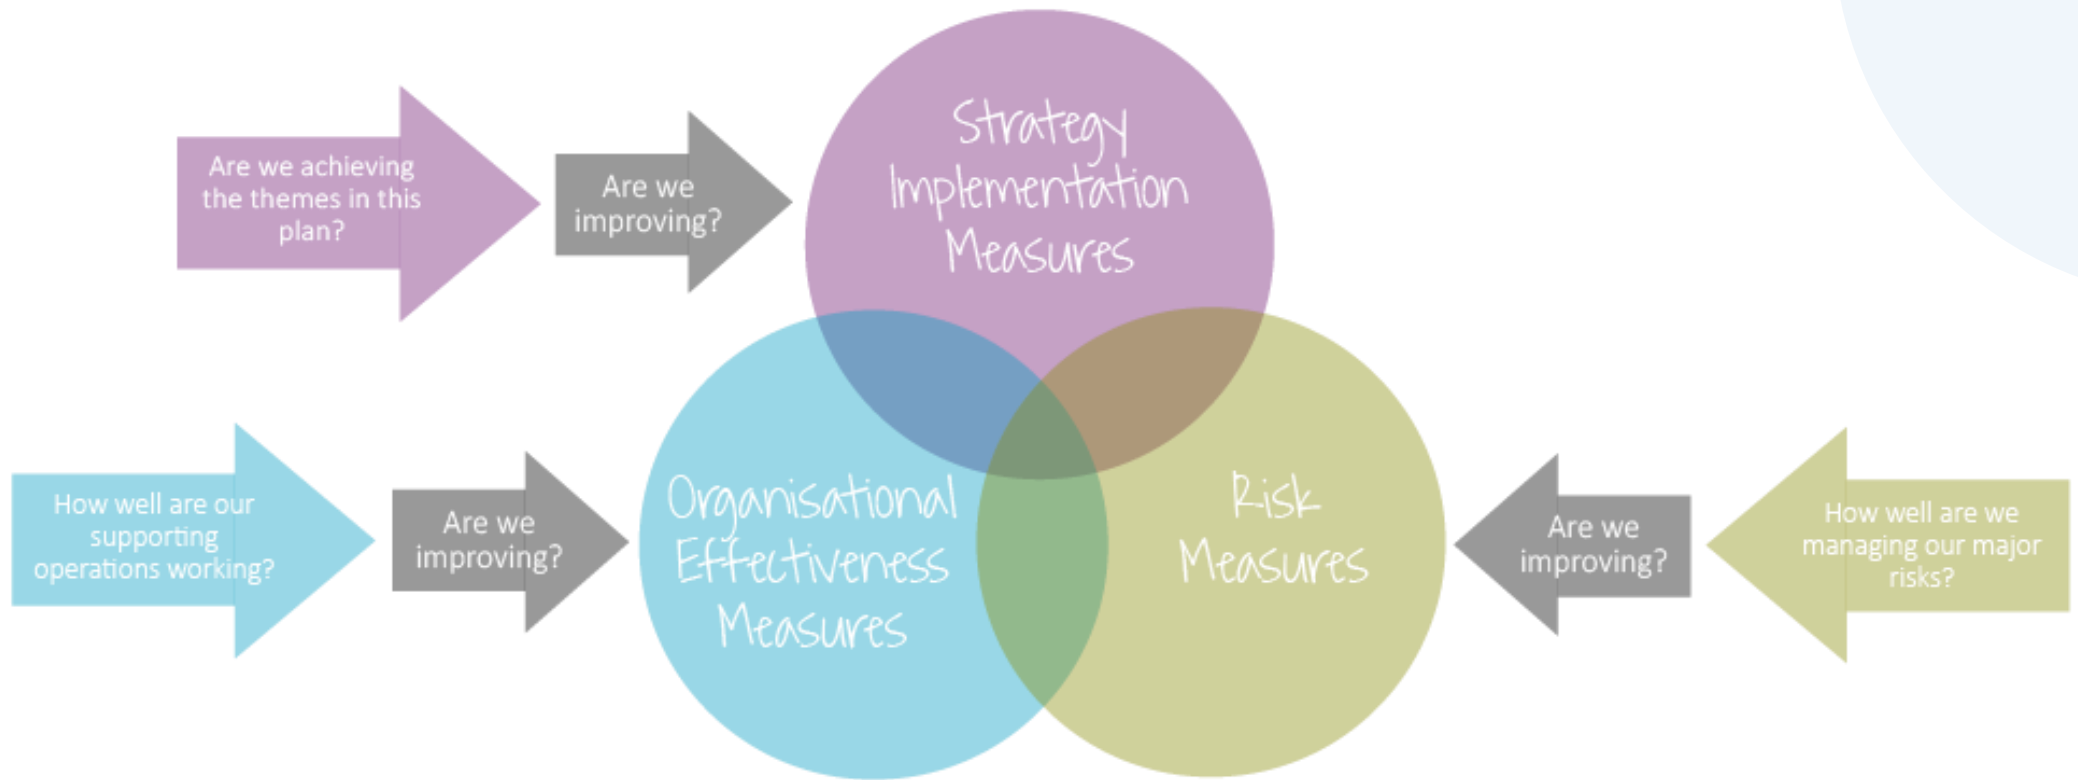 Are we achieving
the themes in this
plan?
Are we
improving?
Strategy
Implementation
Measures
How well are our
supporting
operations working?
Are we
improving?
Organisational
Effectiveness
Measures
Risk
Measures
Are we
improving?
How well are we
managing our major
risks?